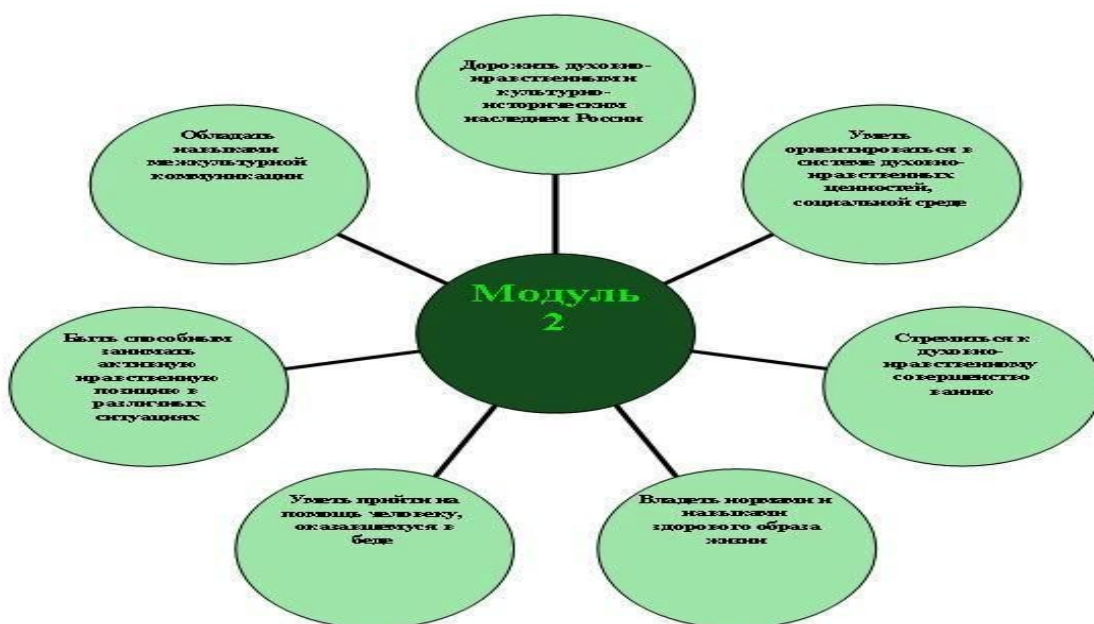 Дорожить духовно-
нравственным и
культурно-
историческим
наследием России
Обладать
навыками
межкультурной
коммуникации
Уметь
ориентироваться в
системе духовно-
нравственных
ценностей,
социальной среде
Модуль
2
Быть способным
занимать
активную
нравственную
позицию в
различных
ситуациях
Стремиться к
духовно-
нравственному
совершенство
ванию
Уметь прийти на
помощь человеку,
оказавшемуся в
беде
Владеть нормами и
навыками
здорового образа
жизни